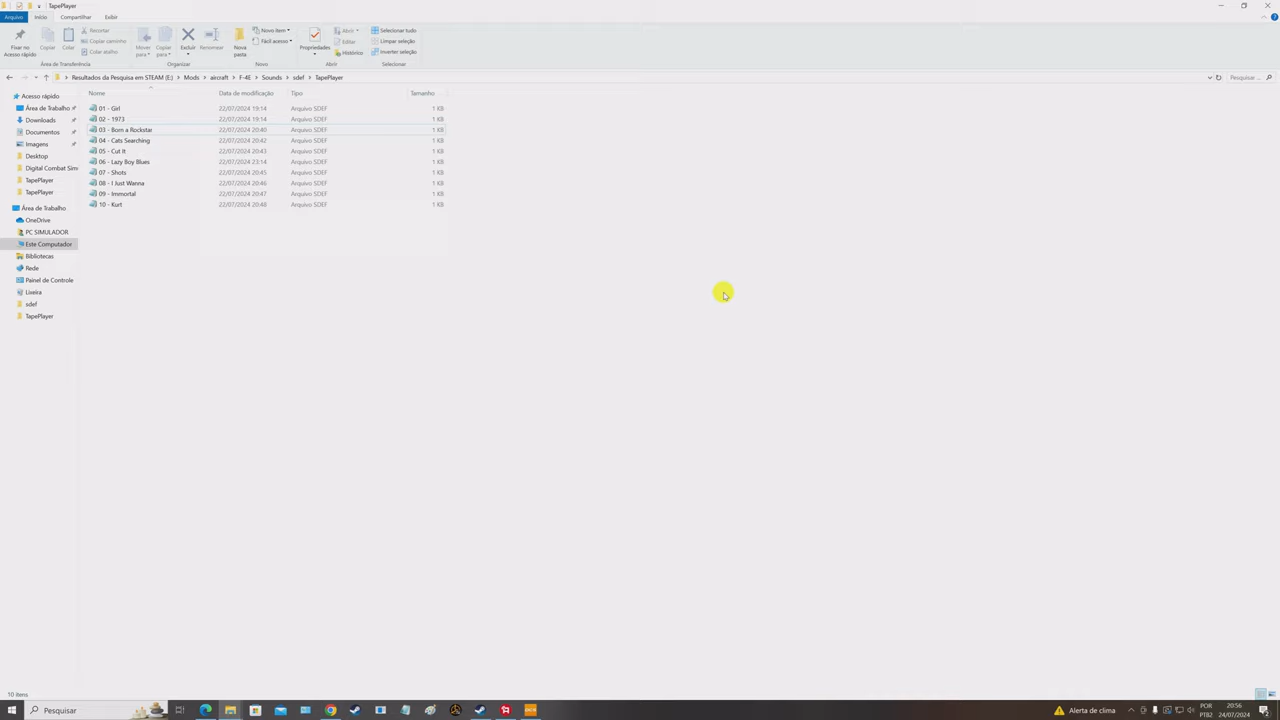 TapePlayer
Arquivo Início Compartilhar Exibir
Fixar no Acesso rápido
Copiar
Colar
Recortar
Copiar caminho
Colar atalho
Mover para
Copiar para
Excluir
Renomear
Nova pasta
Novo item
Fácil acesso
Propriedades
Abrir
Editar
Histórico
Selecionar tudo
Limpar seleção
Inverter seleção
Área de Transferência Organizar Novo Abrir Selecionar
Resultados da Pesquisa em STEAM (E:) > Mods > aircraft > F-4E > Sounds > sdef > TapePlayer
Pesquisar ...
Nome Data de modificação Tipo Tamanho
01 - Girl 22/07/2024 19:14 Arquivo SDEF 1 KB
02 - 1973 22/07/2024 19:14 Arquivo SDEF 1 KB
03 - Born a Rockstar 22/07/2024 20:40 Arquivo SDEF 1 KB
04 - Cats Searching 22/07/2024 20:42 Arquivo SDEF 1 KB
05 - Cut It 22/07/2024 20:43 Arquivo SDEF 1 KB
06 - Lazy Boy Blues 22/07/2024 23:14 Arquivo SDEF 1 KB
07 - Shots 22/07/2024 20:45 Arquivo SDEF 1 KB
08 - I Just Wanna 22/07/2024 20:46 Arquivo SDEF 1 KB
09 - Immortal 22/07/2024 20:47 Arquivo SDEF 1 KB
10 - Kurt 22/07/2024 20:48 Arquivo SDEF 1 KB
Acesso rápido
Área de Trabalho
Downloads
Documentos
Imagens
Desktop
Digital Combat Sim
TapePlayer
TapePlayer
Área de Trabalho
OneDrive
PC SIMULADOR
Este Computador
Bibliotecas
Rede
Painel de Controle
Lixeira
sdef
TapePlayer
10 itens
Pesquisar
Alerta de clima
POR
PTB2
20:56
24/07/2024